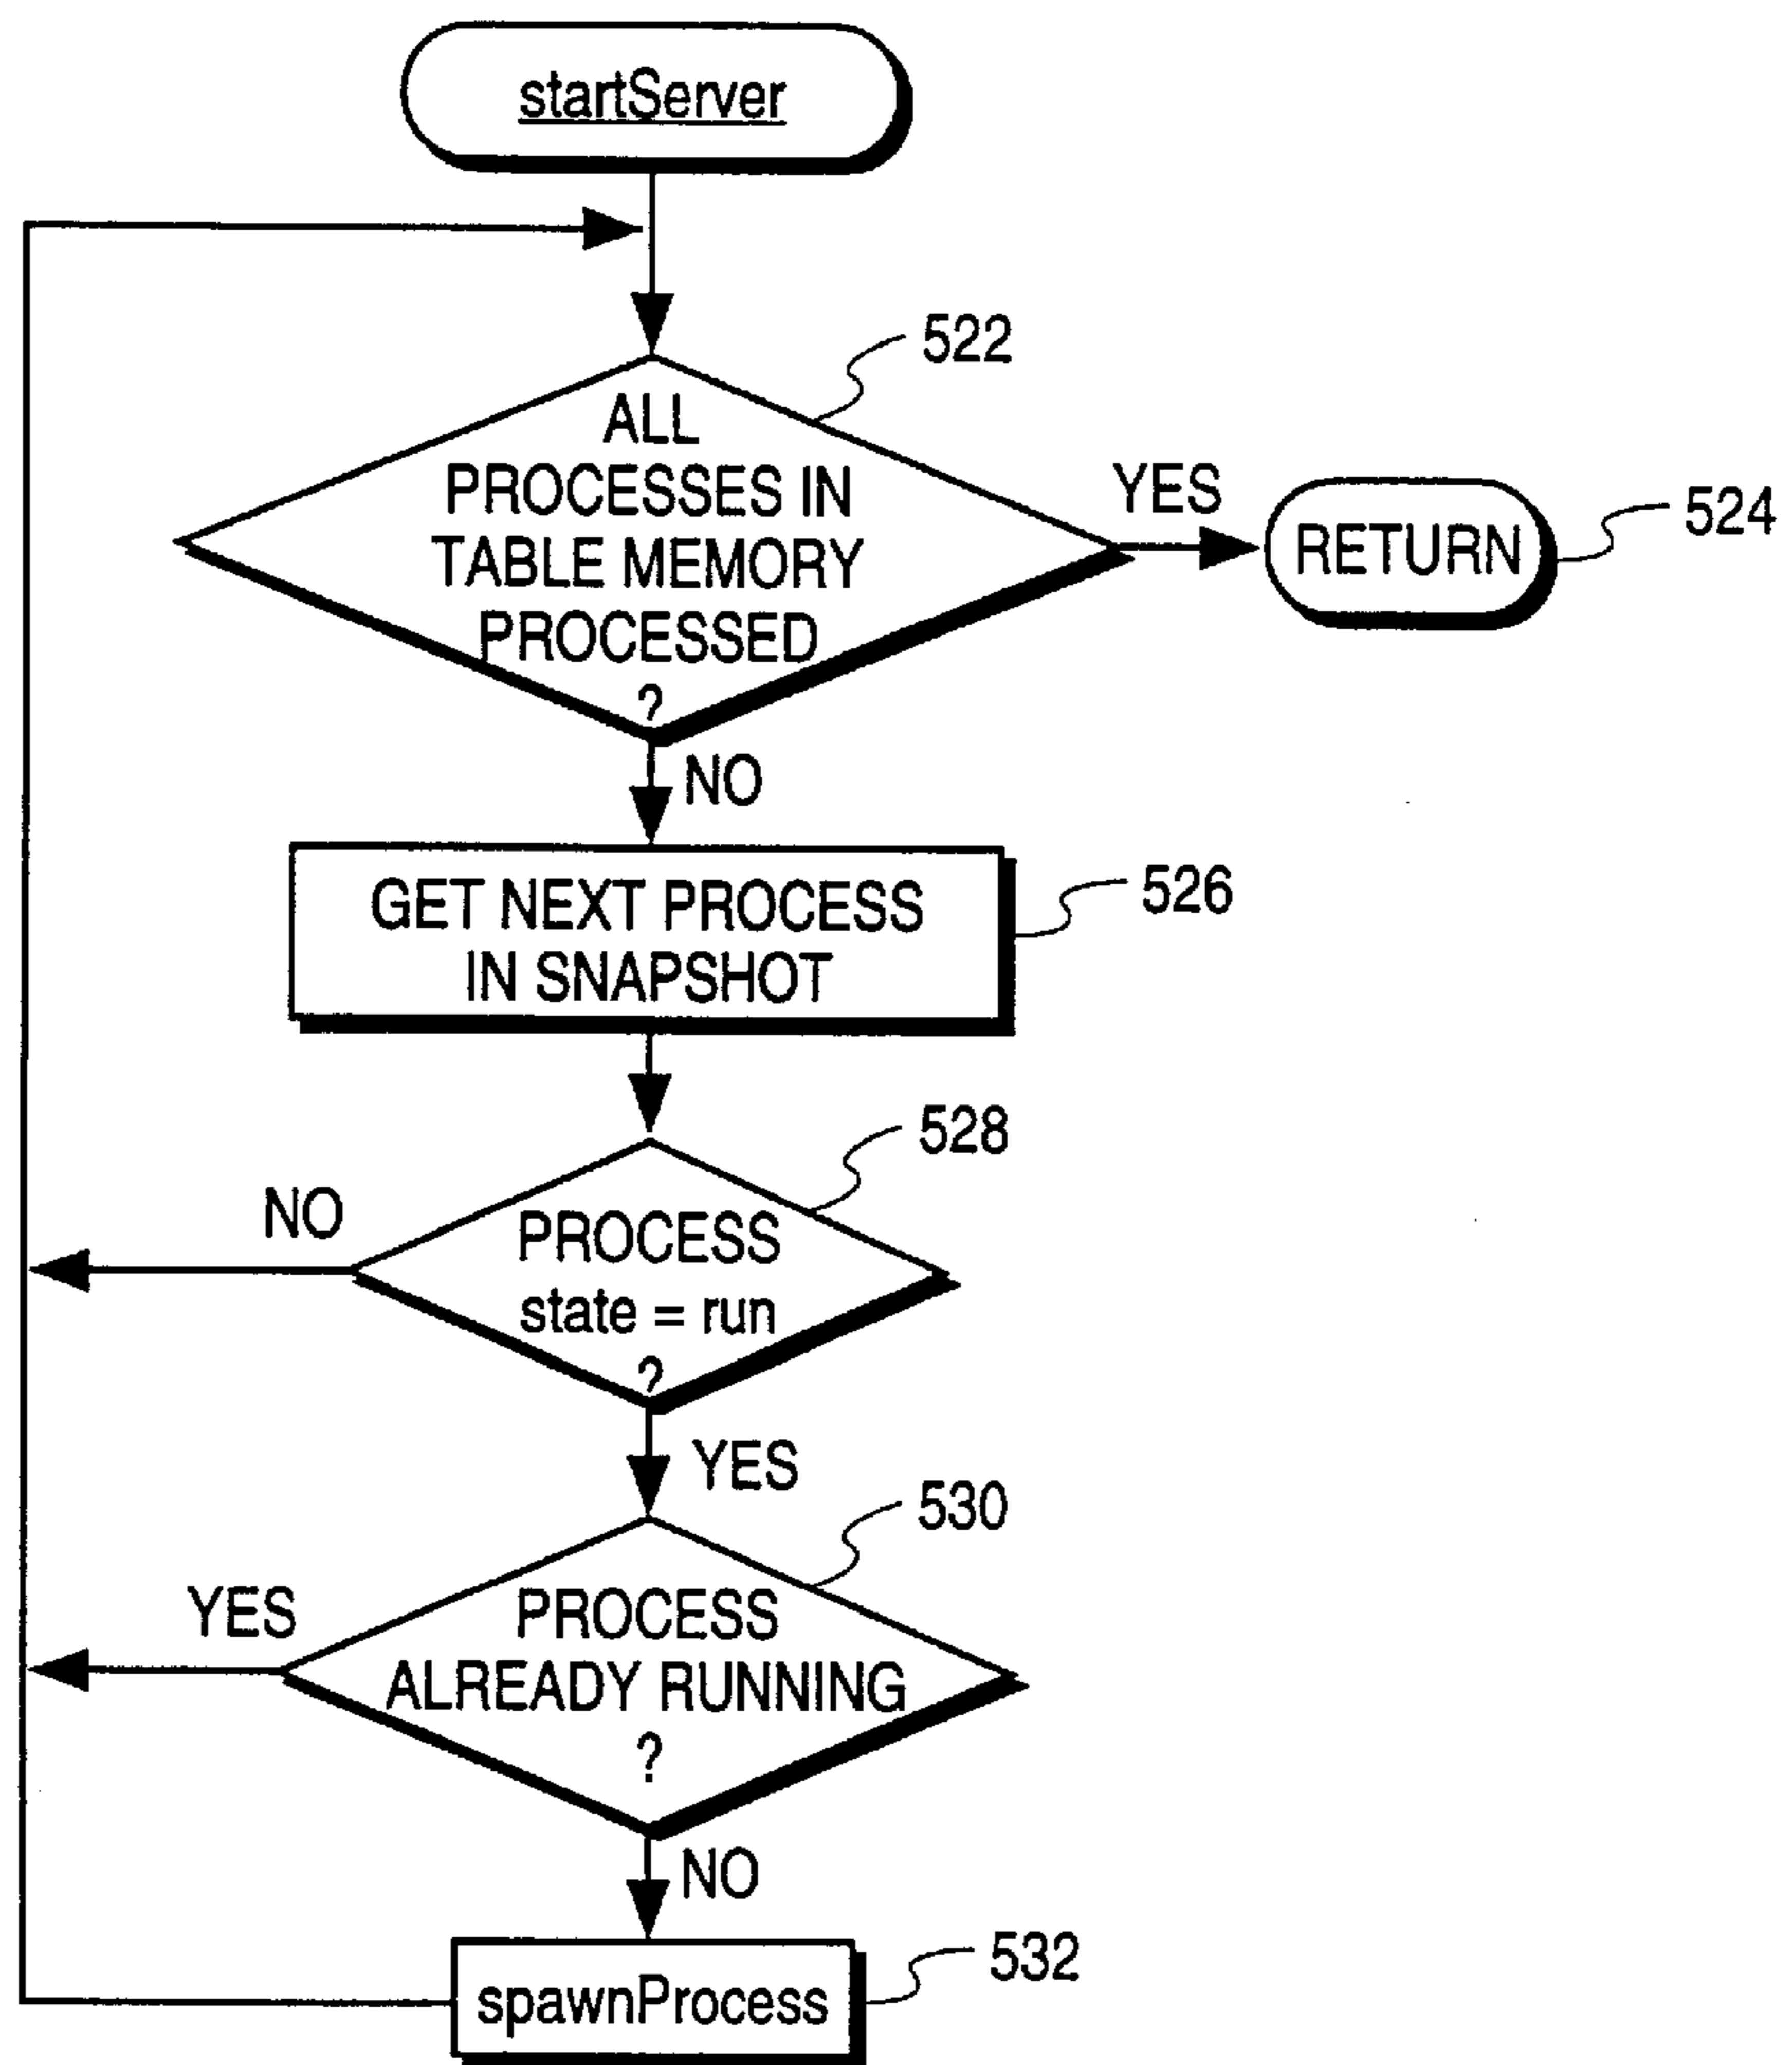 startServer
522
ALL
PROCESSES IN
TABLE MEMORY
PROCESSED
?
YES
RETURN
524
NO
GET NEXT PROCESS
IN SNAPSHOT
526
528
NO
PROCESS
state = run
?
YES
530
YES
PROCESS
ALREADY RUNNING
?
NO
spawnProcess
532